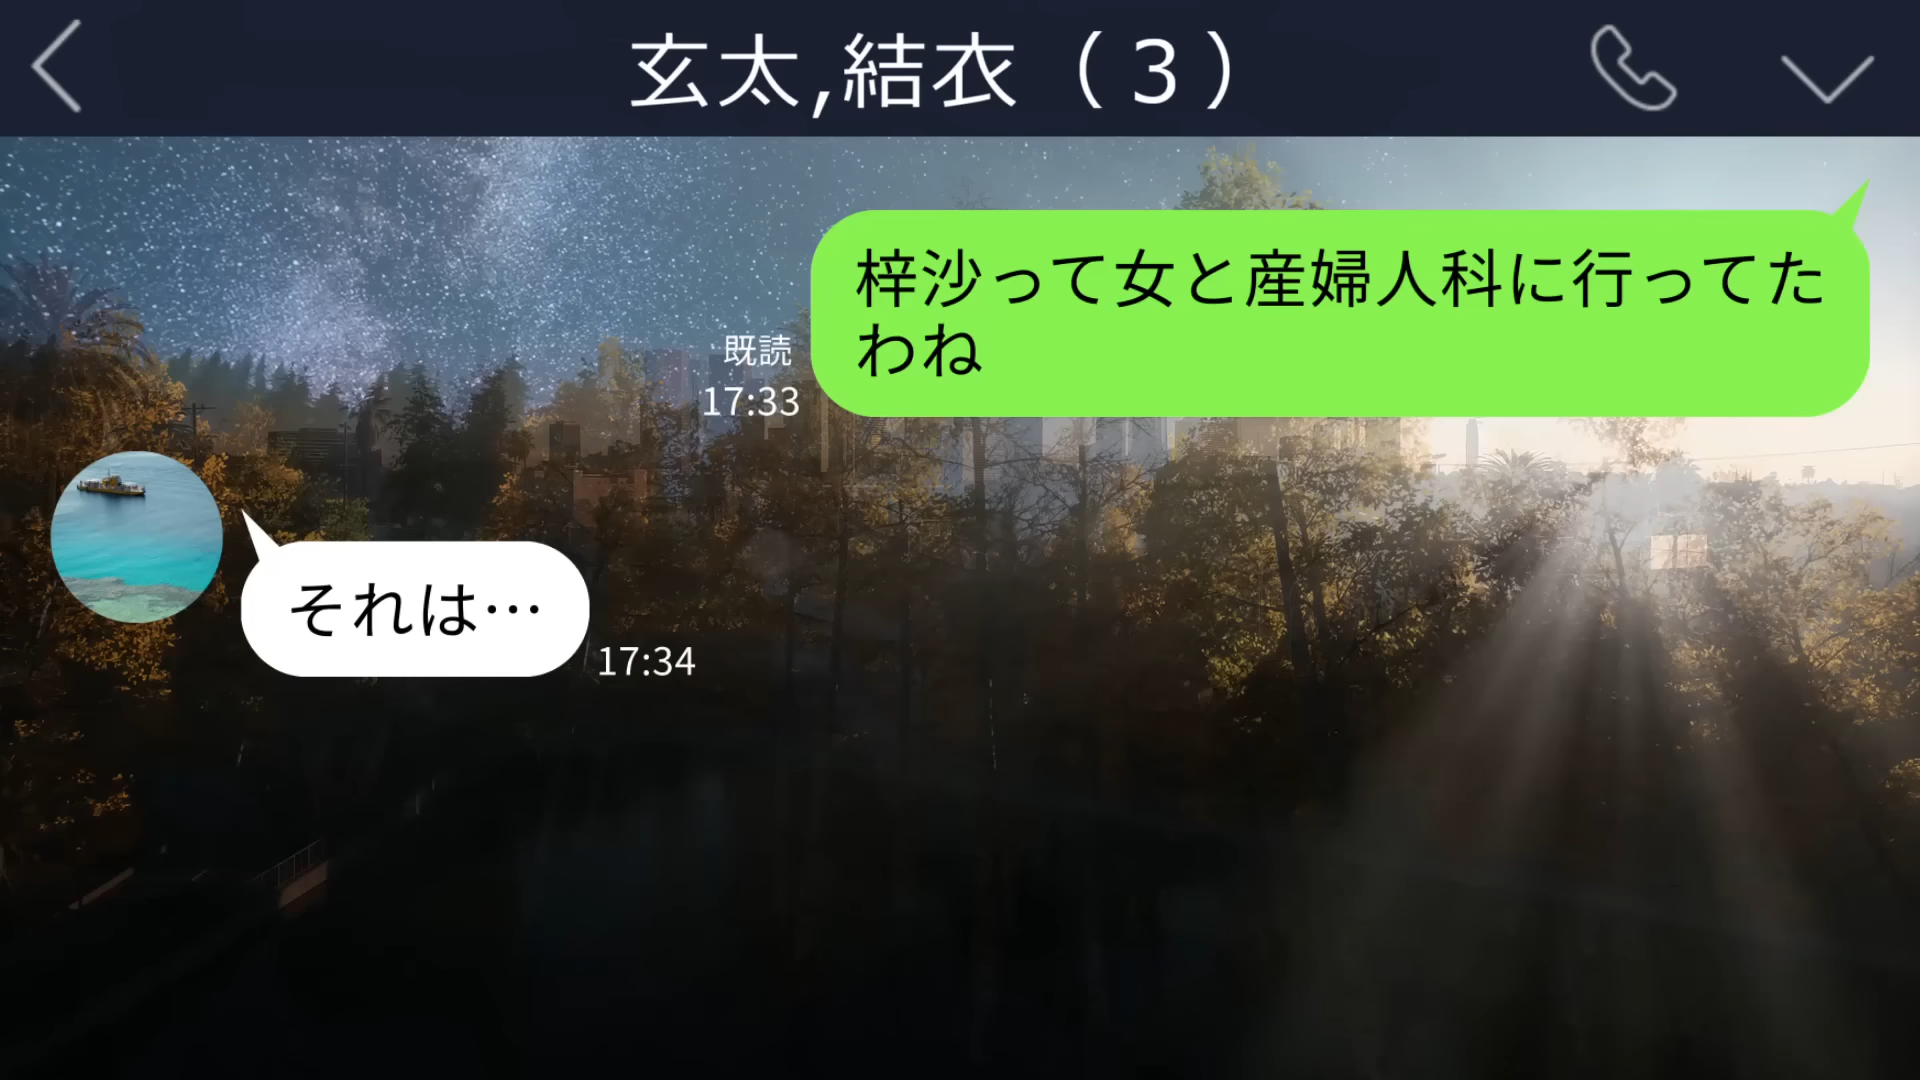 玄太,結衣（３）
梓沙って女と産婦人科に行ってた
わね
既読
17:33
それは…
17:34